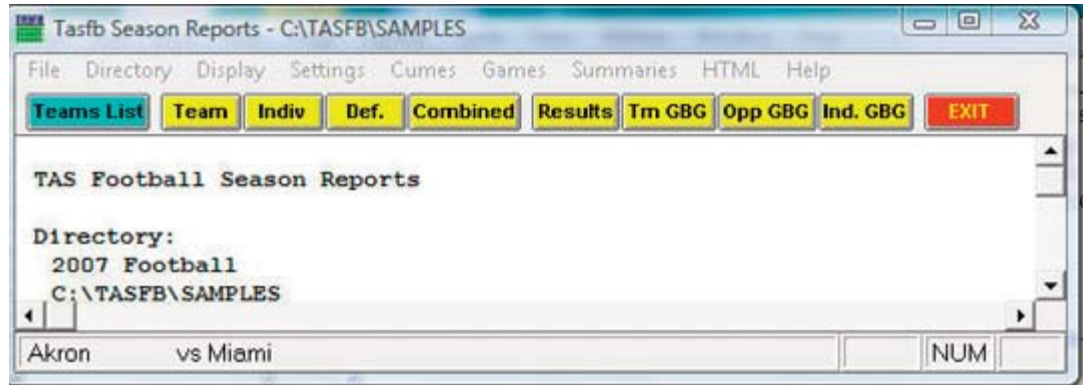 Tasfb Season Reports - C:\TASFB\SAMPLES
File Directory Display Settings Cumes Games Summaries HTML Help
Teams List Team Indiv Def. Combined Results Tm GBG Opp GBG Ind. GBG EXIT
TAS Football Season Reports
Directory:
2007 Football
C:\TASFB\SAMPLES
Akron vs Miami NUM